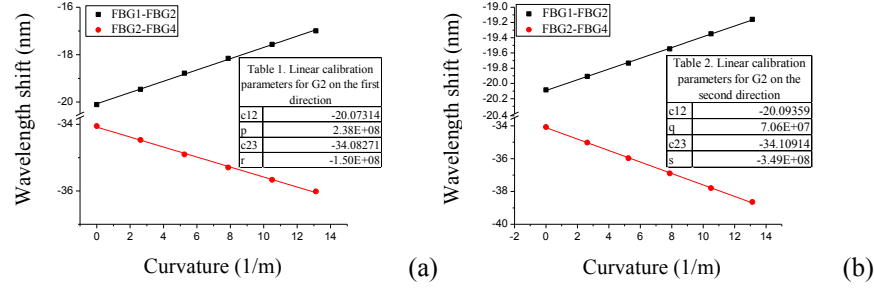 FBG1-FBG2
FBG2-FBG4
Wavelength shift (nm)
-16
-18
-20
-34
-36
Table 1. Linear calibration
parameters for G2 on the first
direction
c12 -20.07314
p 2.38E+08
c23 -34.08271
r -1.50E+08
0 2 4 6 8 10 12 14
Curvature (1/m)
(a)
FBG1-FBG2
FBG2-FBG4
Wavelength shift (nm)
-19.0
-19.2
-19.4
-19.6
-19.8
-20.0
-20.2
-20.4
-34
-36
-38
-40
Table 2. Linear calibration
parameters for G2 on the
second direction
c12 -20.09359
q 7.06E+07
c23 -34.10914
s -3.49E+08
-2 0 2 4 6 8 10 12 14
Curvature (1/m)
(b)